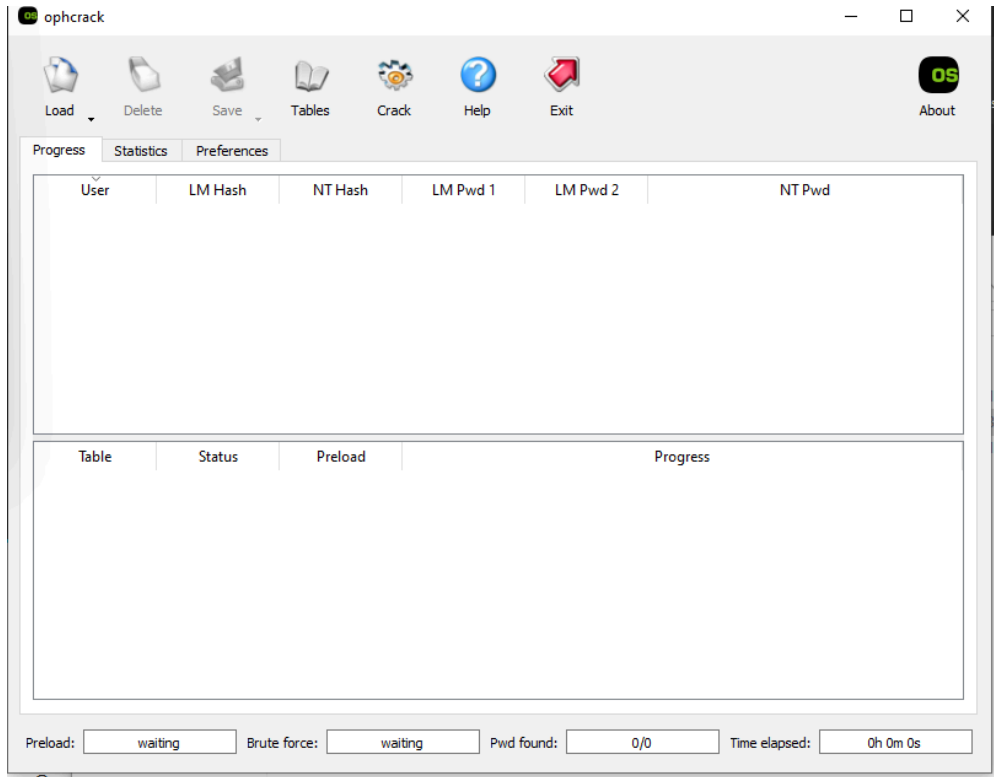 OS ophcrack
OS
Load Delete Save Tables Crack Help Exit About
Progress Statistics Preferences
User LM Hash NT Hash LM Pwd 1 LM Pwd 2 NT Pwd
Table Status Preload Progress
Preload: waiting Brute force: waiting Pwd found: 0/0 Time elapsed: 0h 0m 0s